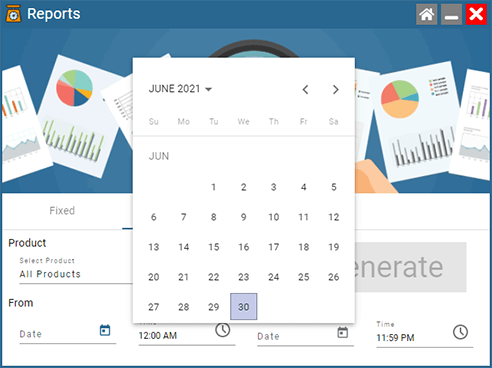 Reports
JUNE 2021
Su Mo Tu We Th Fr Sa
JUN
1 2 3 4 5
6 7 8 9 10 11 12
13 14 15 16 17 18 19
20 21 22 23 24 25 26
27 28 29 30
Fixed
Product
Select Product
All Products
enerate
From
Date
12:00 AM
Date
Time
11:59 PM